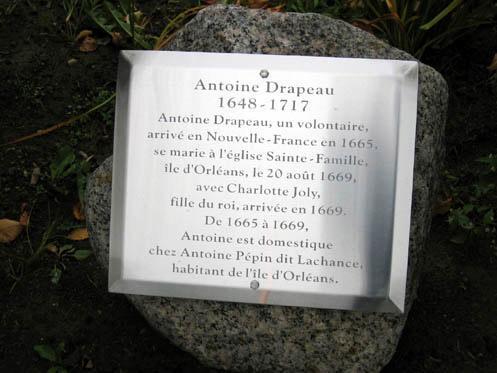 Antoine Drapeau
1648-1717
Antoine Drapeau, un volontaire,
arrivé en Nouvelle-France en 1665,
se marie à l'église Sainte-Famille,
île d'Orléans, le 20 août 1669,
avec Charlotte Joly,
fille du roi, arrivée en 1669.
De 1665 à 1669,
Antoine est domestique
chez Antoine Pépin dit Lachance,
habitant de l'île d'Orléans.